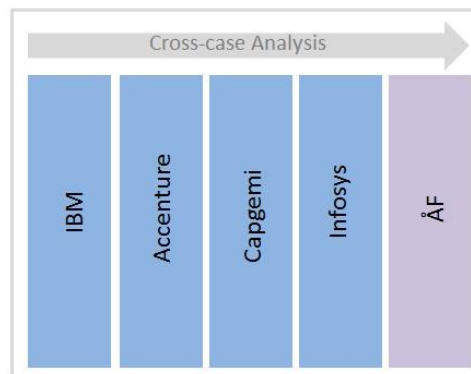 Cross-case Analysis
IBM
Accenture
Capgemi
Infosys
ÅF